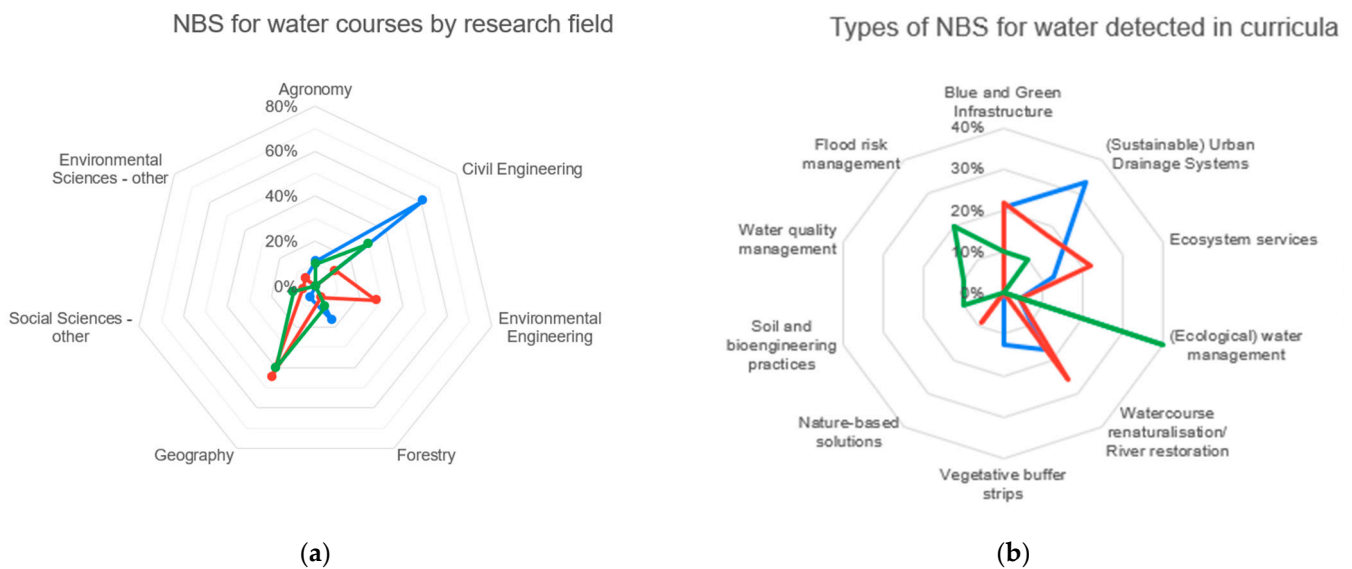 NBS for water courses by research field
Agronomy
80%
60%
40%
20%
0%
Environmental
Sciences - other
Civil Engineering
Social Sciences -
other
Environmental
Engineering
Geography
Forestry
(a)
Types of NBS for water detected in curricula
Blue and Green
Infrastructure
40%
30%
20%
10%
0%
Flood risk
management
(Sustainable) Urban
Drainage Systems
Water quality
management
Ecosystem services
Soil and
bioengineering
practices
(Ecological) water
management
Nature-based
solutions
Watercourse
renaturalisation/
River restoration
Vegetative buffer
strips
(b)